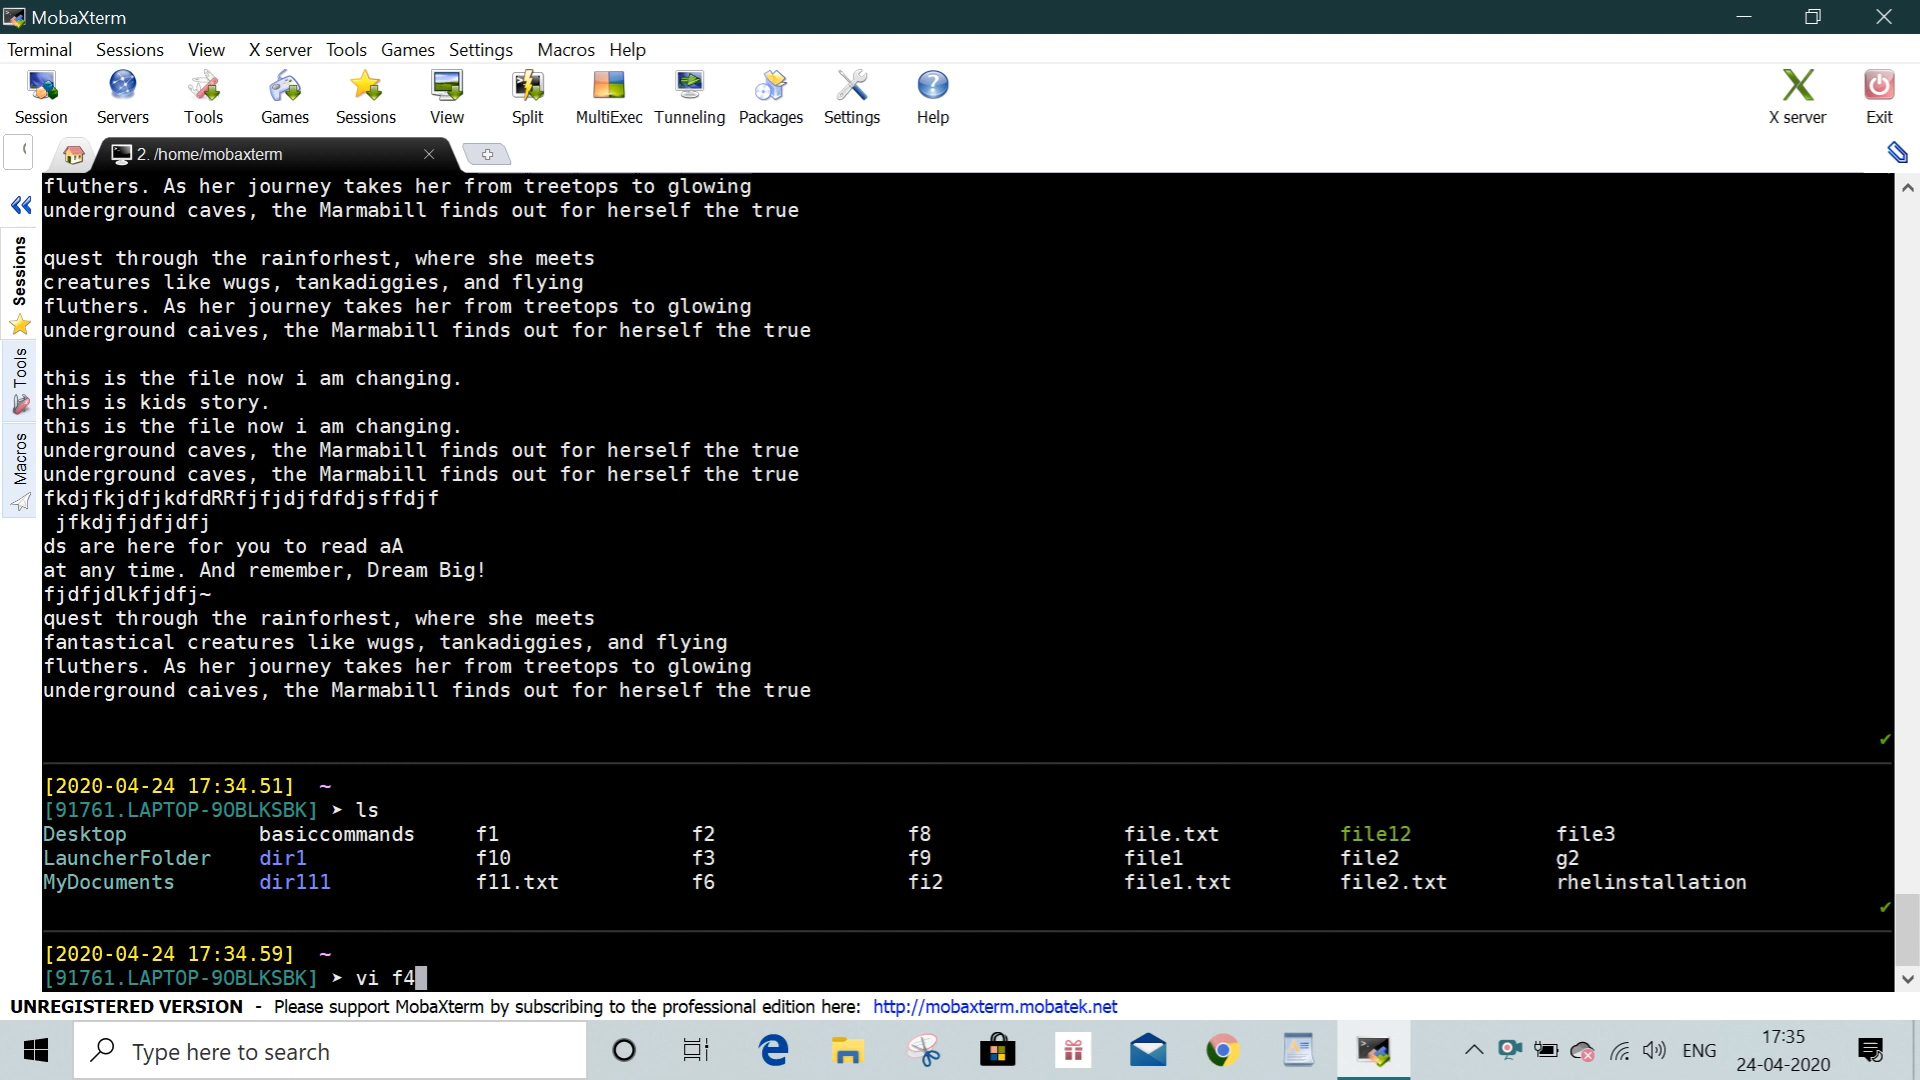 MobaXterm
Terminal Sessions View X server Tools Games Settings Macros Help
Session Servers Tools Games Sessions View Split MultiExec Tunneling Packages Settings Help X server Exit
2. /home/mobaxterm
Sessions
Tools
Macros
fluthers. As her journey takes her from treetops to glowing
underground caves, the Marmabill finds out for herself the true
quest through the rainforhest, where she meets
creatures like wugs, tankadiggies, and flying
fluthers. As her journey takes her from treetops to glowing
underground caives, the Marmabill finds out for herself the true
this is the file now i am changing.
this is kids story.
this is the file now i am changing.
underground caves, the Marmabill finds out for herself the true
underground caves, the Marmabill finds out for herself the true
fkdjfkjdfjkdfdRRfjfjdjfdfdjsffdjf
jfkdjfjdfjdfj
ds are here for you to read aA
at any time. And remember, Dream Big!
fjdfjdlkfjdfj~
quest through the rainforhest, where she meets
fantastical creatures like wugs, tankadiggies, and flying
fluthers. As her journey takes her from treetops to glowing
underground caives, the Marmabill finds out for herself the true
[2020-04-24 17:34.51] ~
[91761.LAPTOP-9OBLKSBK] ➤ ls
Desktop basiccommands f1 f2 f8 file.txt file12 file3
LauncherFolder dir1 f10 f3 f9 file1 file2 g2
MyDocuments dir111 f11.txt f6 fi2 file1.txt file2.txt rhelinstallation
[2020-04-24 17:34.59] ~
[91761.LAPTOP-9OBLKSBK] ➤ vi f4
UNREGISTERED VERSION - Please support MobaXterm by subscribing to the professional edition here: http://mobaxterm.mobatek.net
Type here to search
ENG
17:35
24-04-2020